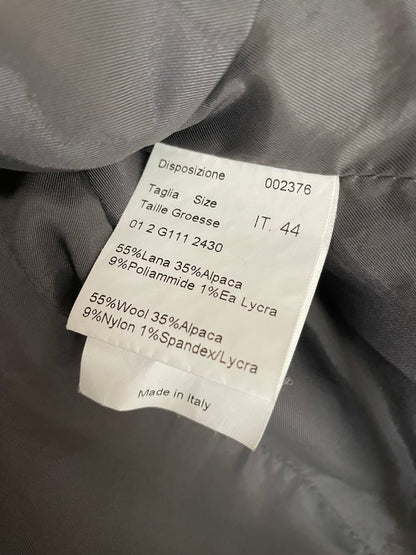 Disposizione 002376
Taglia Size
Taille Groesse IT. 44
01 2 G111 2430
55%Lana 35%Alpaca
9%Poliammide 1%Ea Lycra
55%Wool 35%Alpaca
9%Nylon 1%Spandex/Lycra
Made in Italy